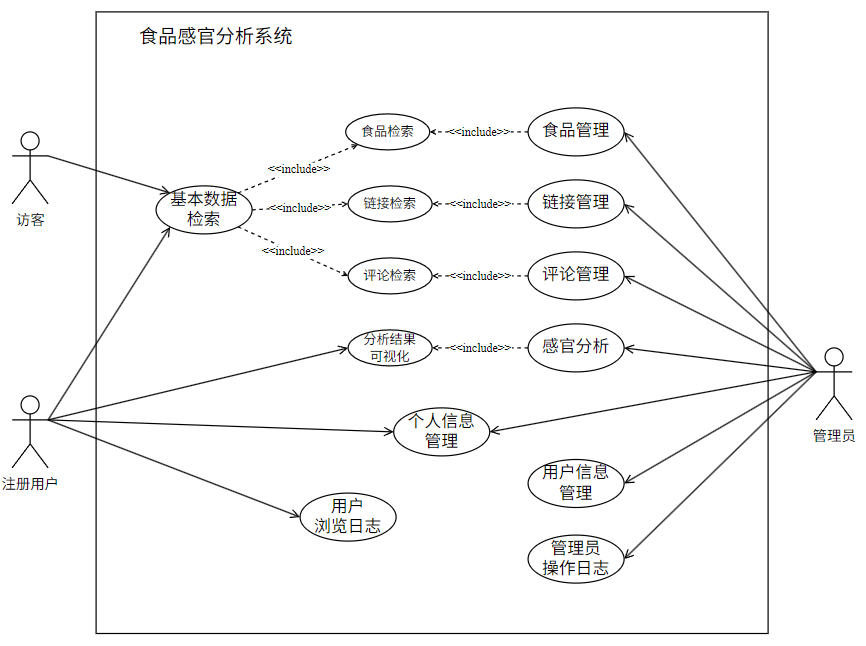 食品感官分析系统
食品检索
<<include>>
食品管理
<<include>>
基本数据
检索
<<include>>
链接检索
<<include>>
链接管理
访客
<<include>>
评论检索
<<include>>
评论管理
分析结果
可视化
<<include>>
感官分析
个人信息
管理
管理员
注册用户
用户信息
管理
用户
浏览日志
管理员
操作日志